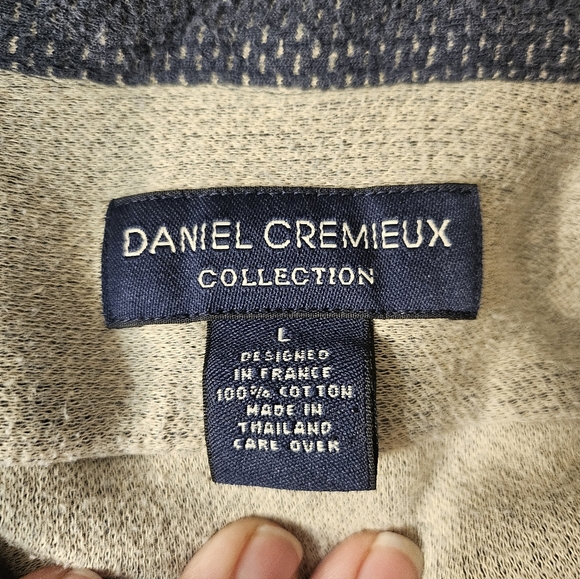 DANIEL CREMIEUX
COLLECTION
L
DESIGNED
IN FRANCE
100% COTTON
MADE IN
THAILAND
CARE OVER